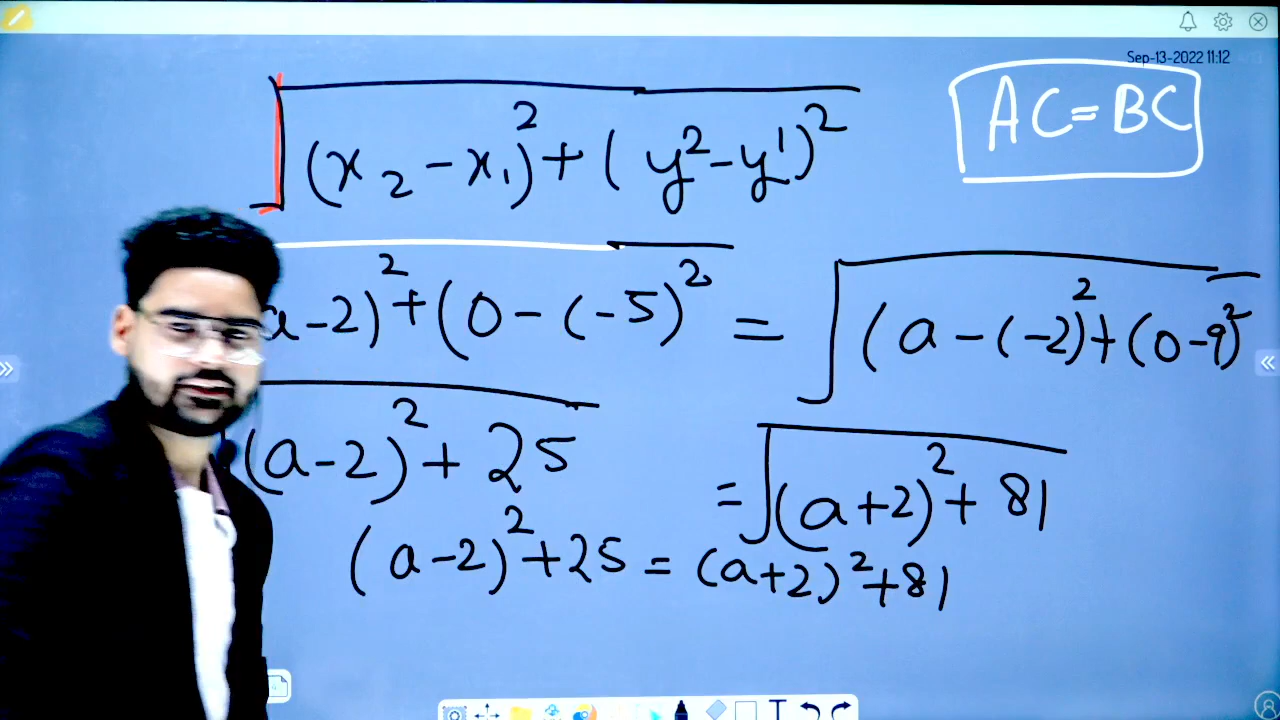 Sep-13-2022 11:12
AC=BC
√(x₂-x₁)²+(y²-y¹)²
a-2)²+(0-(-5)² = √(a-(-2)²+(0-9)²
(a-2)²+25 = √(a+2)²+81
(a-2)²+25=(a+2)²+81